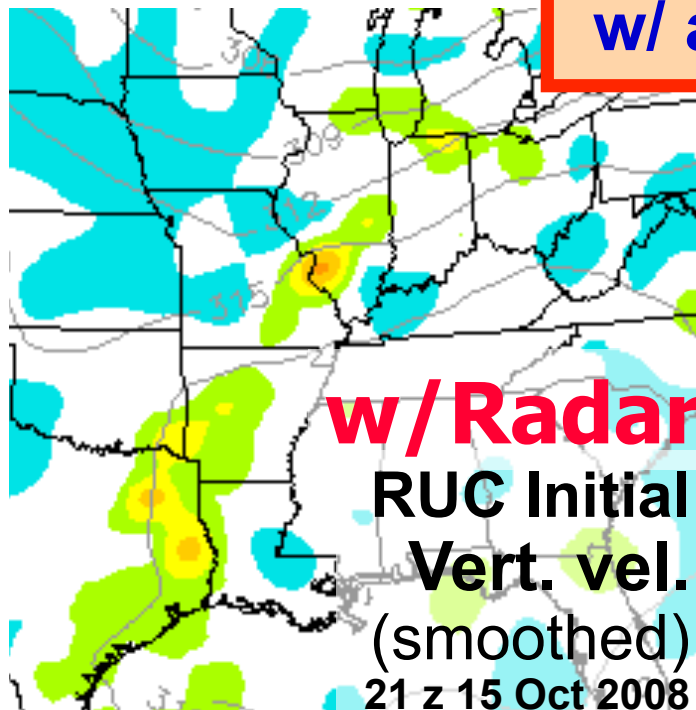 w/ a
309
312
315
w/Radar
RUC Initial
Vert. vel.
(smoothed)
21 z 15 Oct 2008